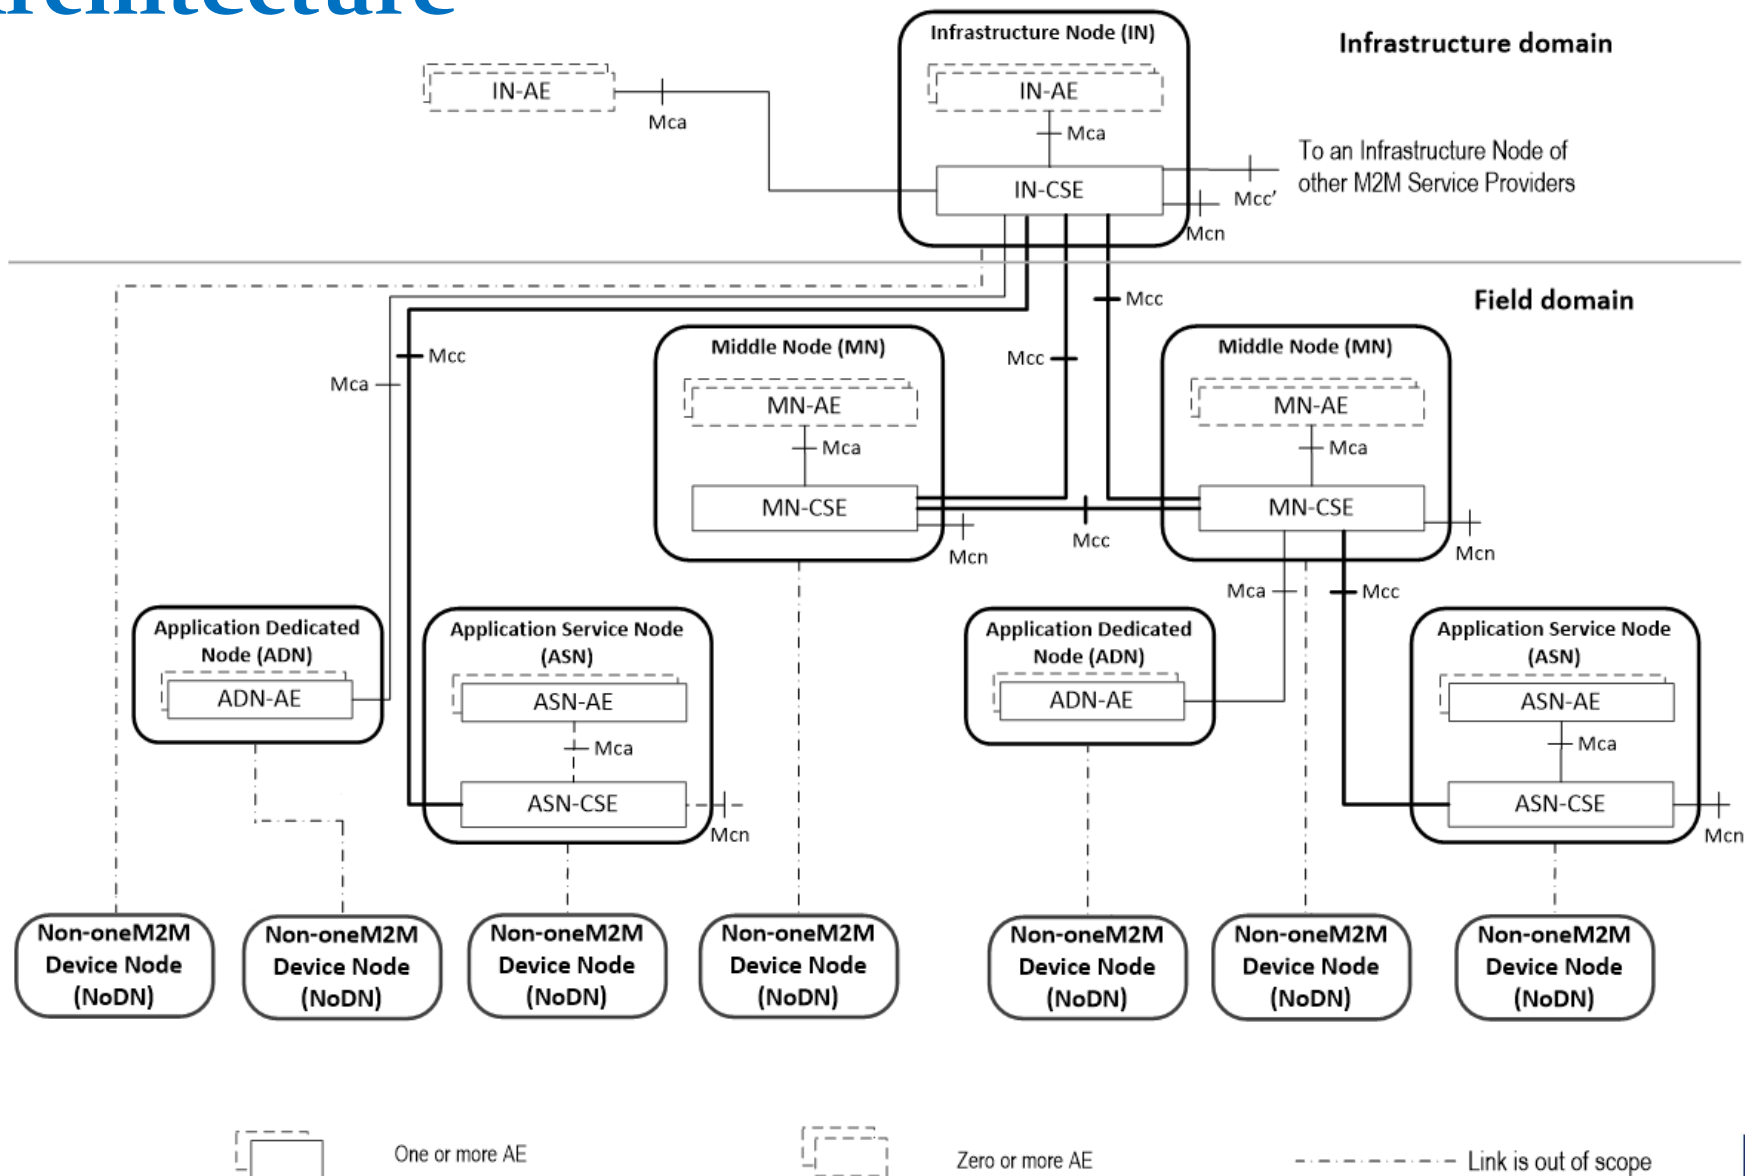 Architecture
Infrastructure Node (IN)
Infrastructure domain
IN-AE
IN-AE
Mca
Mca
To an Infrastructure Node of
other M2M Service Providers
IN-CSE
Mcc’
Mcn
Mcc
Field domain
Middle Node (MN)
Middle Node (MN)
Mcc
Mcc
Mca
MN-AE
MN-AE
Mca
Mca
MN-CSE
MN-CSE
Mcc
Mcn
Mcn
Mca
Mcc
Application Dedicated
Node (ADN)
Application Service Node
(ASN)
Application Dedicated
Node (ADN)
Application Service Node
(ASN)
ADN-AE
ASN-AE
ADN-AE
ASN-AE
Mca
Mca
ASN-CSE
ASN-CSE
Mcn
Mcn
Non-oneM2M
Device Node
(NoDN)
Non-oneM2M
Device Node
(NoDN)
Non-oneM2M
Device Node
(NoDN)
Non-oneM2M
Device Node
(NoDN)
Non-oneM2M
Device Node
(NoDN)
Non-oneM2M
Device Node
(NoDN)
Non-oneM2M
Device Node
(NoDN)
One or more AE
Zero or more AE
Link is out of scope